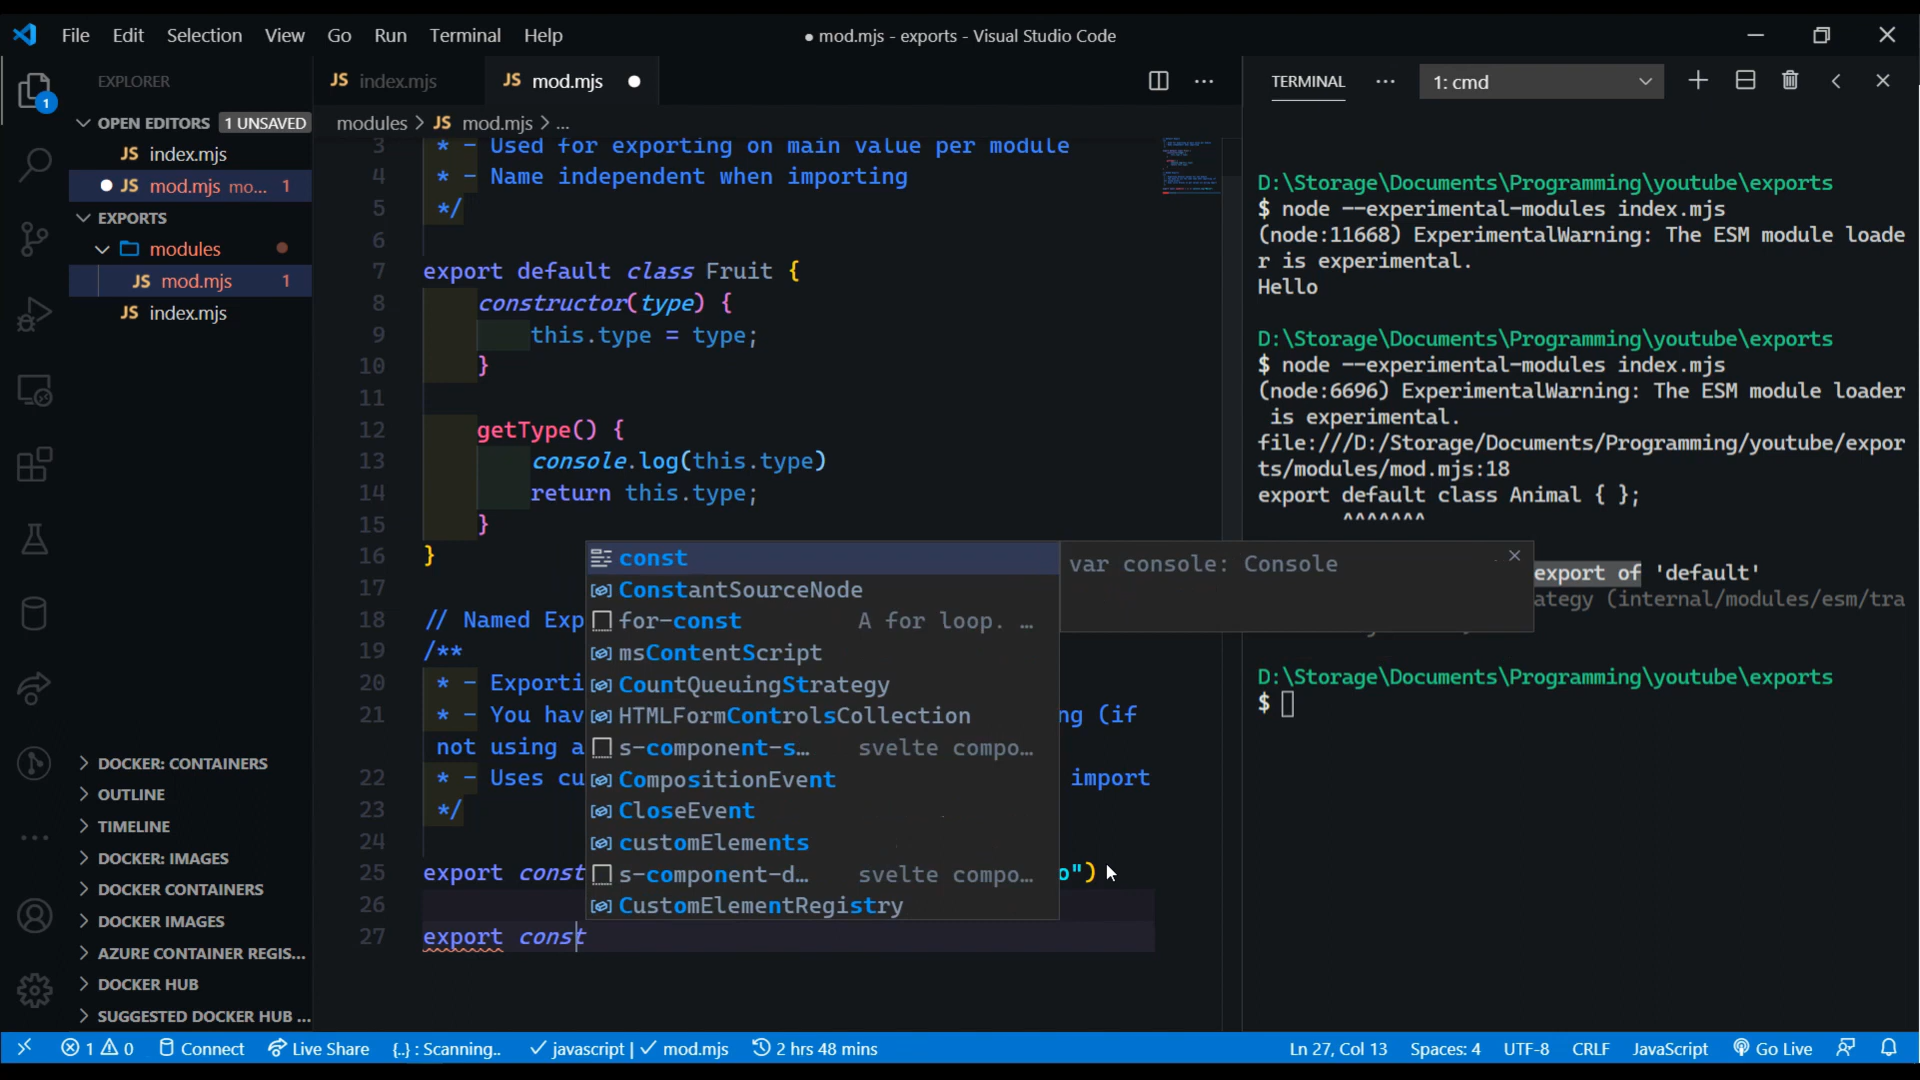 File Edit Selection View Go Run Terminal Help
● mod.mjs - exports - Visual Studio Code
EXPLORER
OPEN EDITORS 1 UNSAVED
JS index.mjs
JS mod.mjs mo... 1
EXPORTS
modules
JS mod.mjs 1
JS index.mjs
DOCKER: CONTAINERS
OUTLINE
TIMELINE
DOCKER: IMAGES
DOCKER CONTAINERS
DOCKER IMAGES
AZURE CONTAINER REGIS...
DOCKER HUB
SUGGESTED DOCKER HUB ...
1
JS index.mjs JS mod.mjs ●
modules > JS mod.mjs > ...
3 * - Used for exporting on main value per module
4 * - Name independent when importing
5 */
6
7 export default class Fruit {
8 constructor(type) {
9 this.type = type;
10 }
11
12 getType() {
13 console.log(this.type)
14 return this.type;
15 }
16 }
17
18 // Named Exp
19 /**
20 * - Exporti
21 * - You hav ng (if
not using a
22 * - Uses cu import
23 */
24
25 export const o")
26
27 export const
const
ConstantSourceNode
for-const A for loop. …
msContentScript
CountQueuingStrategy
HTMLFormControlsCollection
s-component-s… svelte compo…
CompositionEvent
CloseEvent
customElements
s-component-d… svelte compo…
CustomElementRegistry
var console: Console
TERMINAL ··· 1: cmd
D:\Storage\Documents\Programming\youtube\exports
$ node --experimental-modules index.mjs
(node:11668) ExperimentalWarning: The ESM module loade
r is experimental.
Hello
D:\Storage\Documents\Programming\youtube\exports
$ node --experimental-modules index.mjs
(node:6696) ExperimentalWarning: The ESM module loader
is experimental.
file:///D:/Storage/Documents/Programming/youtube/expor
ts/modules/mod.mjs:18
export default class Animal { };
^^^^^^^
export of 'default'
ategy (internal/modules/esm/tra
D:\Storage\Documents\Programming\youtube\exports
$
1 0 Connect Live Share {..} : Scanning.. javascript | mod.mjs 2 hrs 48 mins
Ln 27, Col 13 Spaces: 4 UTF-8 CRLF JavaScript Go Live